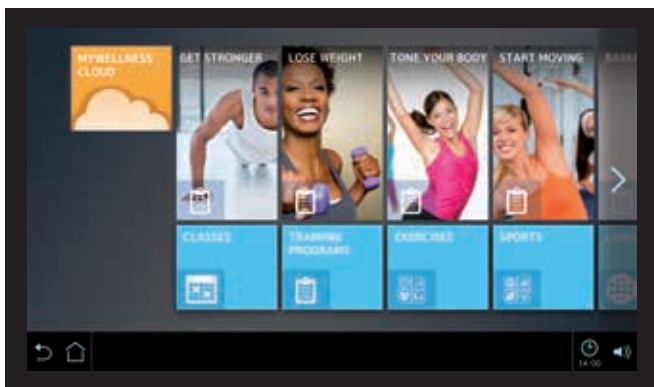 MYWELLNESS
CLOUD
GET STRONGER
LOSE WEIGHT
TONE YOUR BODY
START MOVING
CLASSES
TRAINING
PROGRAMS
EXERCISES
SPORTS
14:00